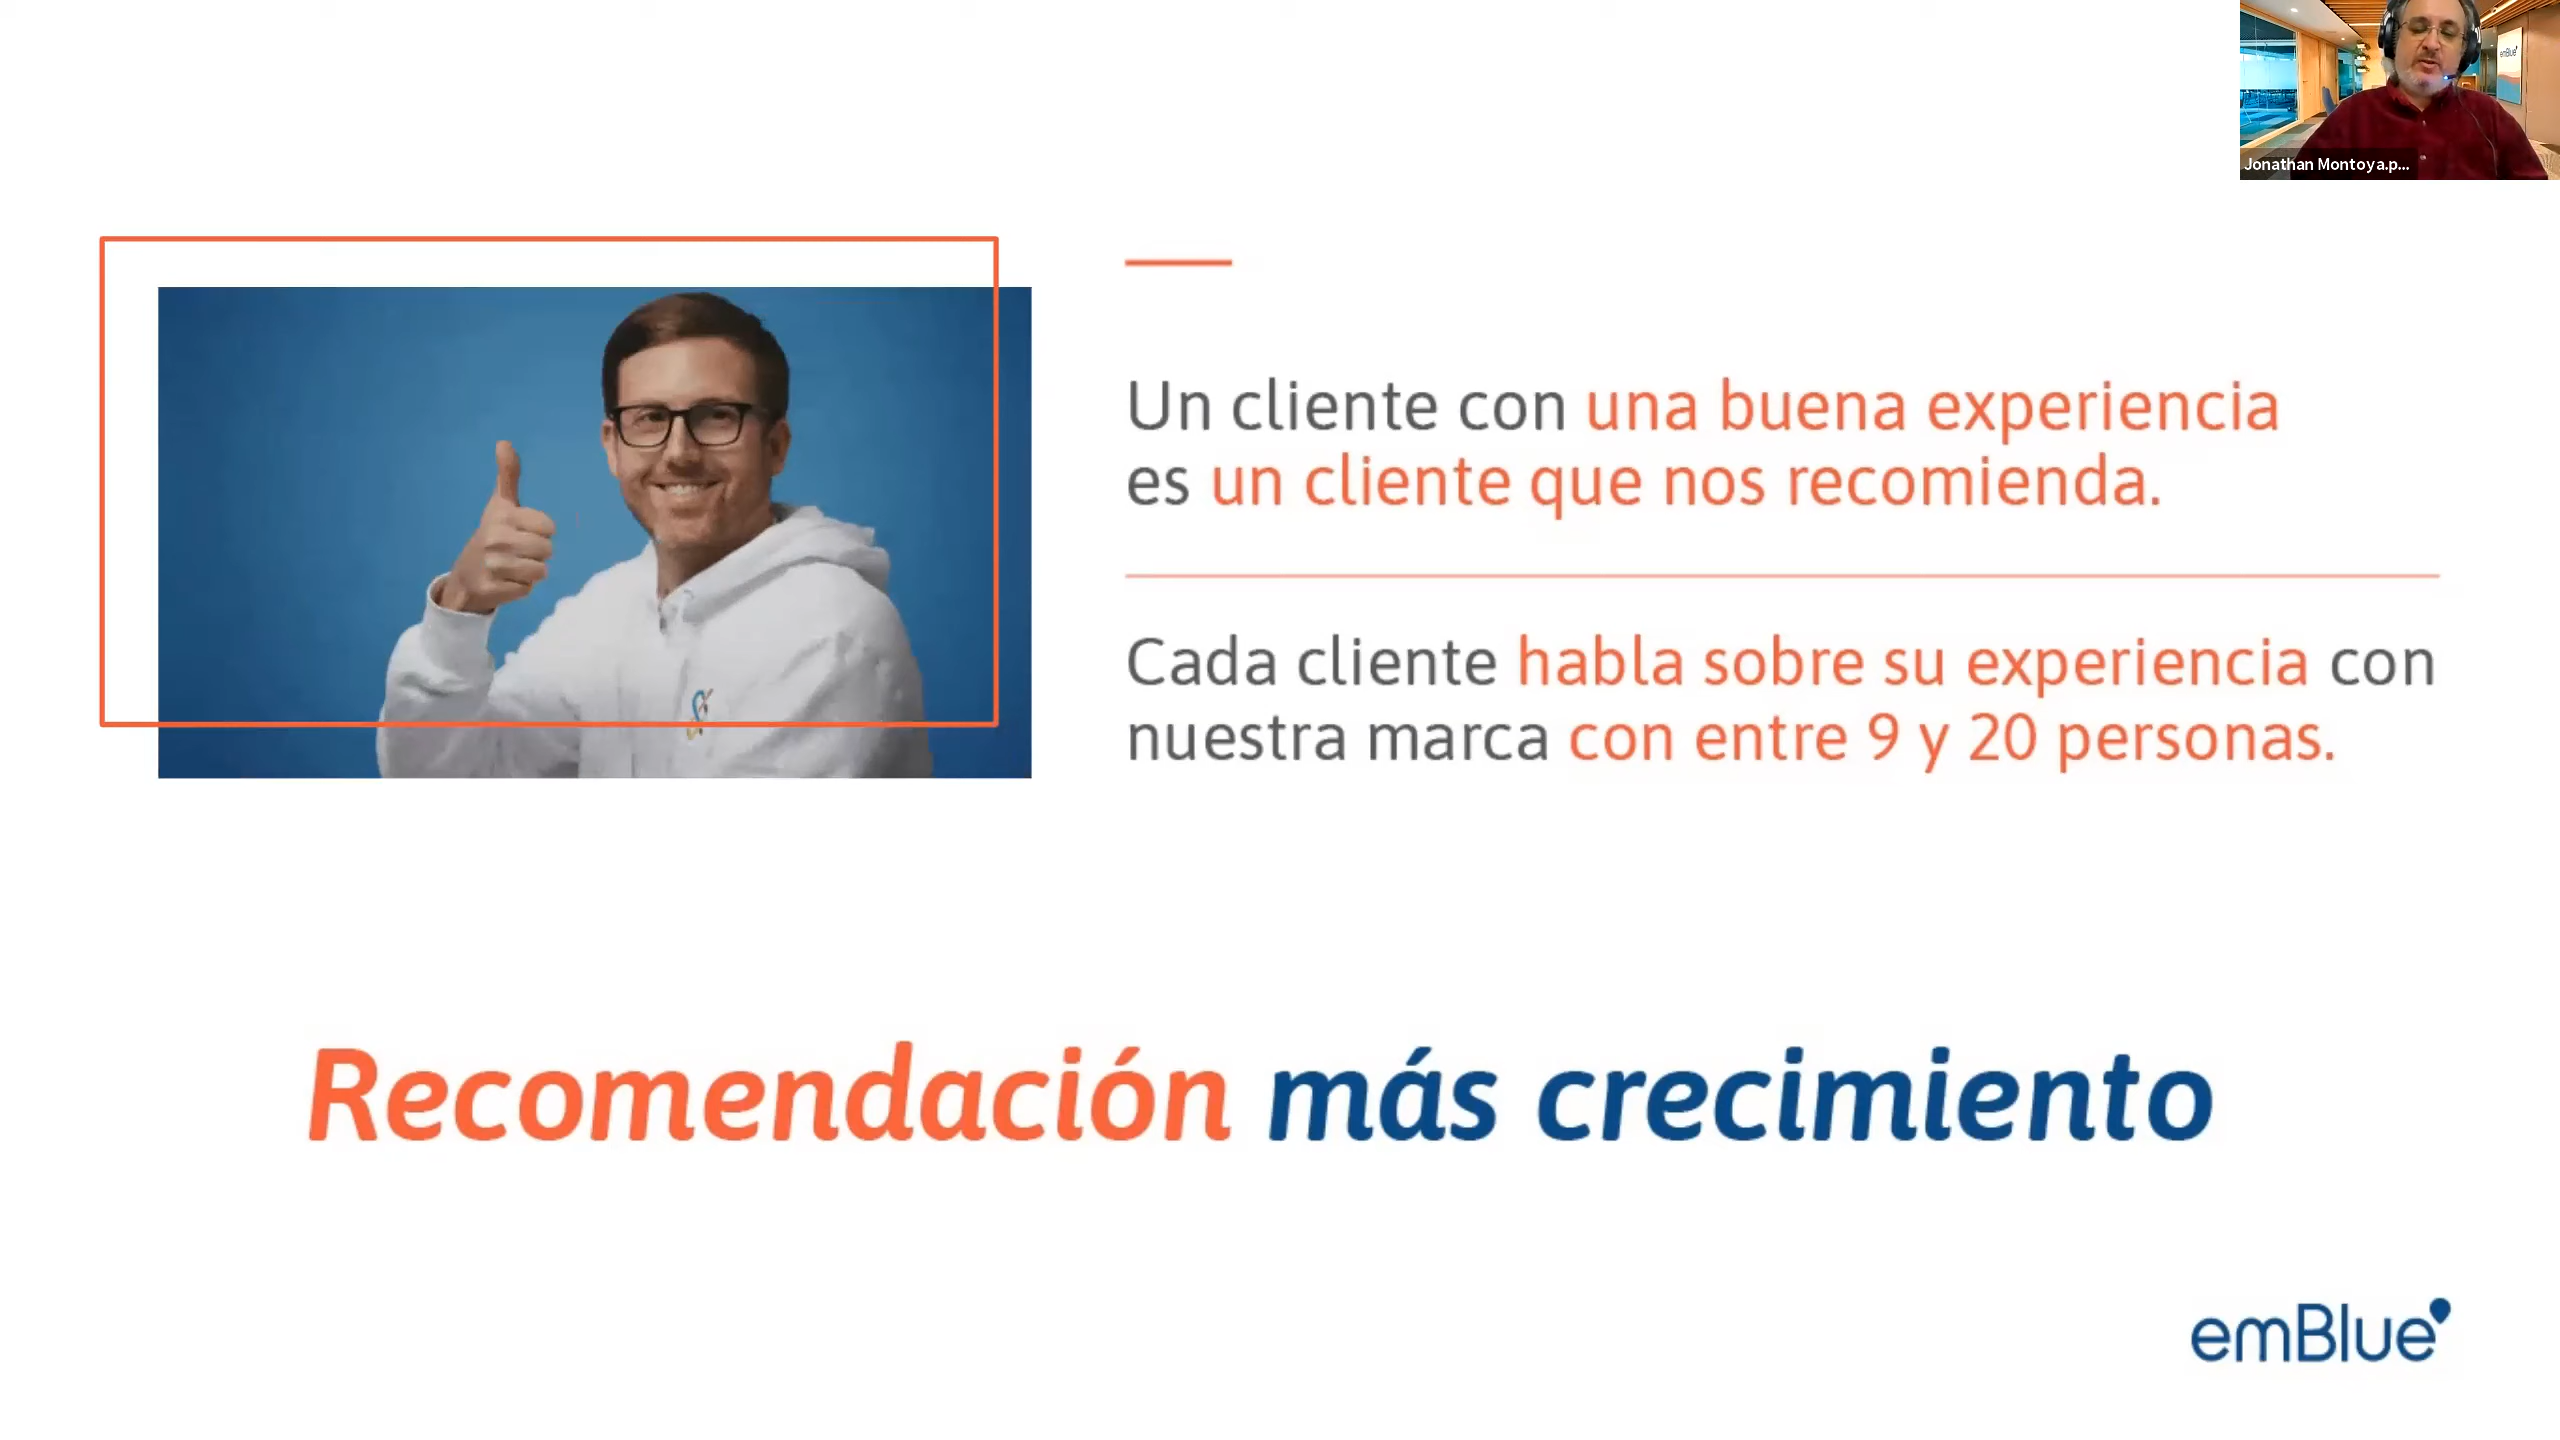 emBlue
Jonathan Montoya.p...
Un cliente con una buena experiencia
es un cliente que nos recomienda.
Cada cliente habla sobre su experiencia con
nuestra marca con entre 9 y 20 personas.
Recomendación más crecimiento
emBlue